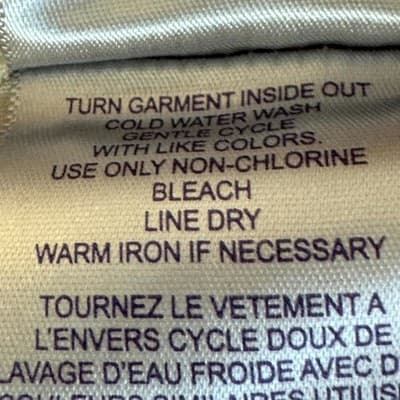 TURN GARMENT INSIDE OUT
COLD WATER WASH
GENTLE CYCLE
WITH LIKE COLORS.
USE ONLY NON-CHLORINE
BLEACH
LINE DRY
WARM IRON IF NECESSARY
TOURNEZ LE VETEMENT A
L'ENVERS CYCLE DOUX DE
LAVAGE D'EAU FROIDE AVEC D